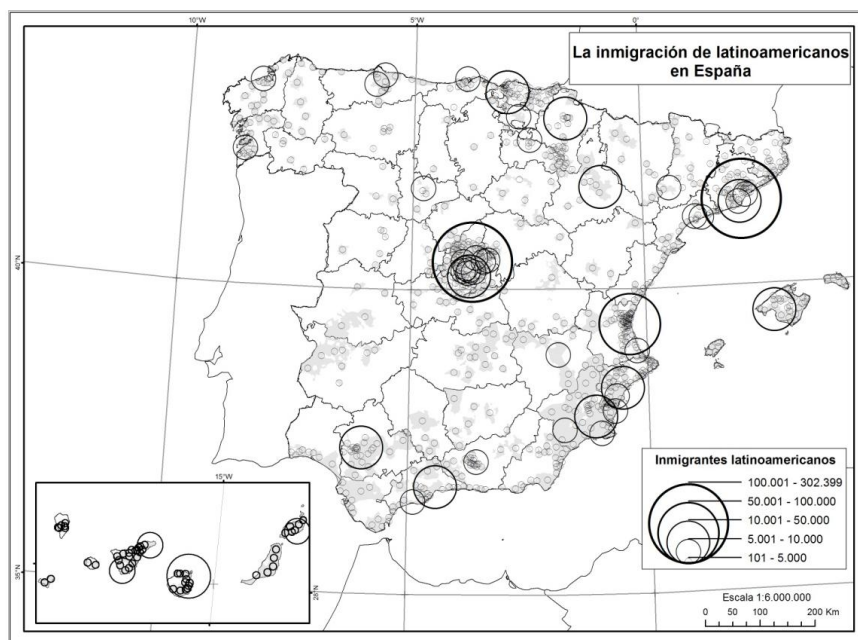 10°W
5°W
0°
La inmigración de latinoamericanos
en España
40°N
15°W
35°N
28°N
Inmigrantes latinoamericanos
100.001 - 302.399
50.001 - 100.000
10.001 - 50.000
5.001 - 10.000
101 - 5.000
Escala 1:6.000.000
0 50 100 200 Km